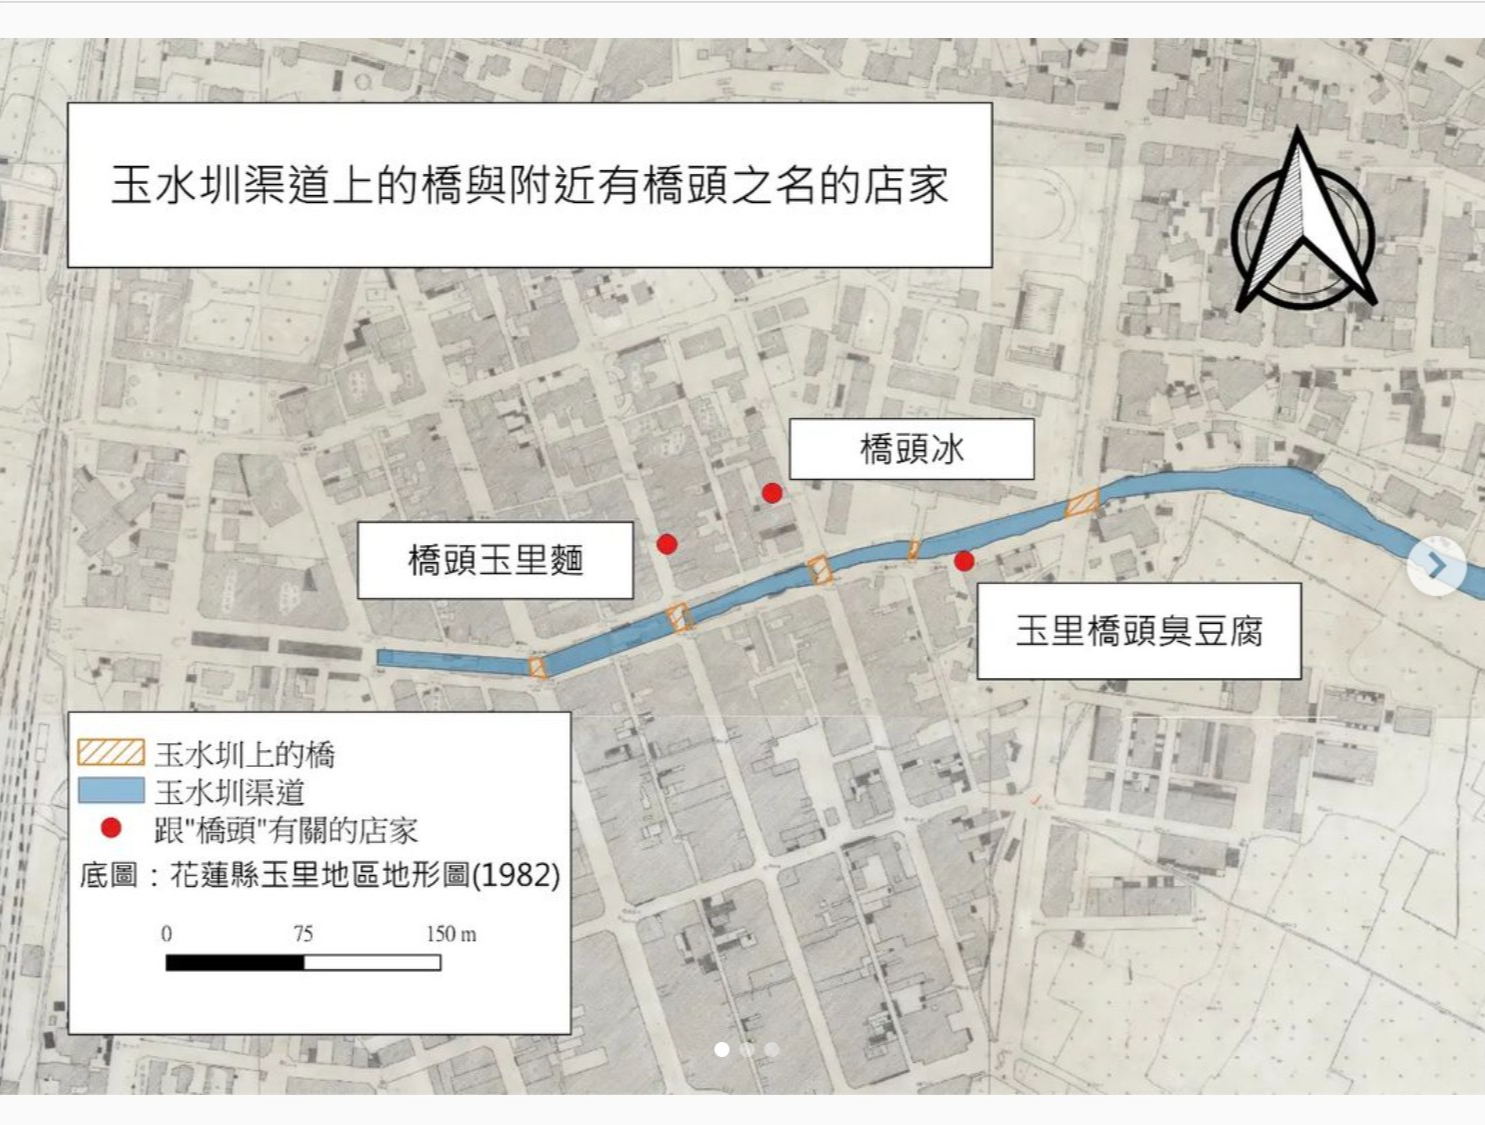 玉水圳渠道上的橋與附近有橋頭之名的店家
橋頭冰
橋頭玉里麵
玉里橋頭臭豆腐
玉水圳上的橋
玉水圳渠道
跟"橋頭"有關的店家
底圖：花蓮縣玉里地區地形圖(1982)
0 75 150 m